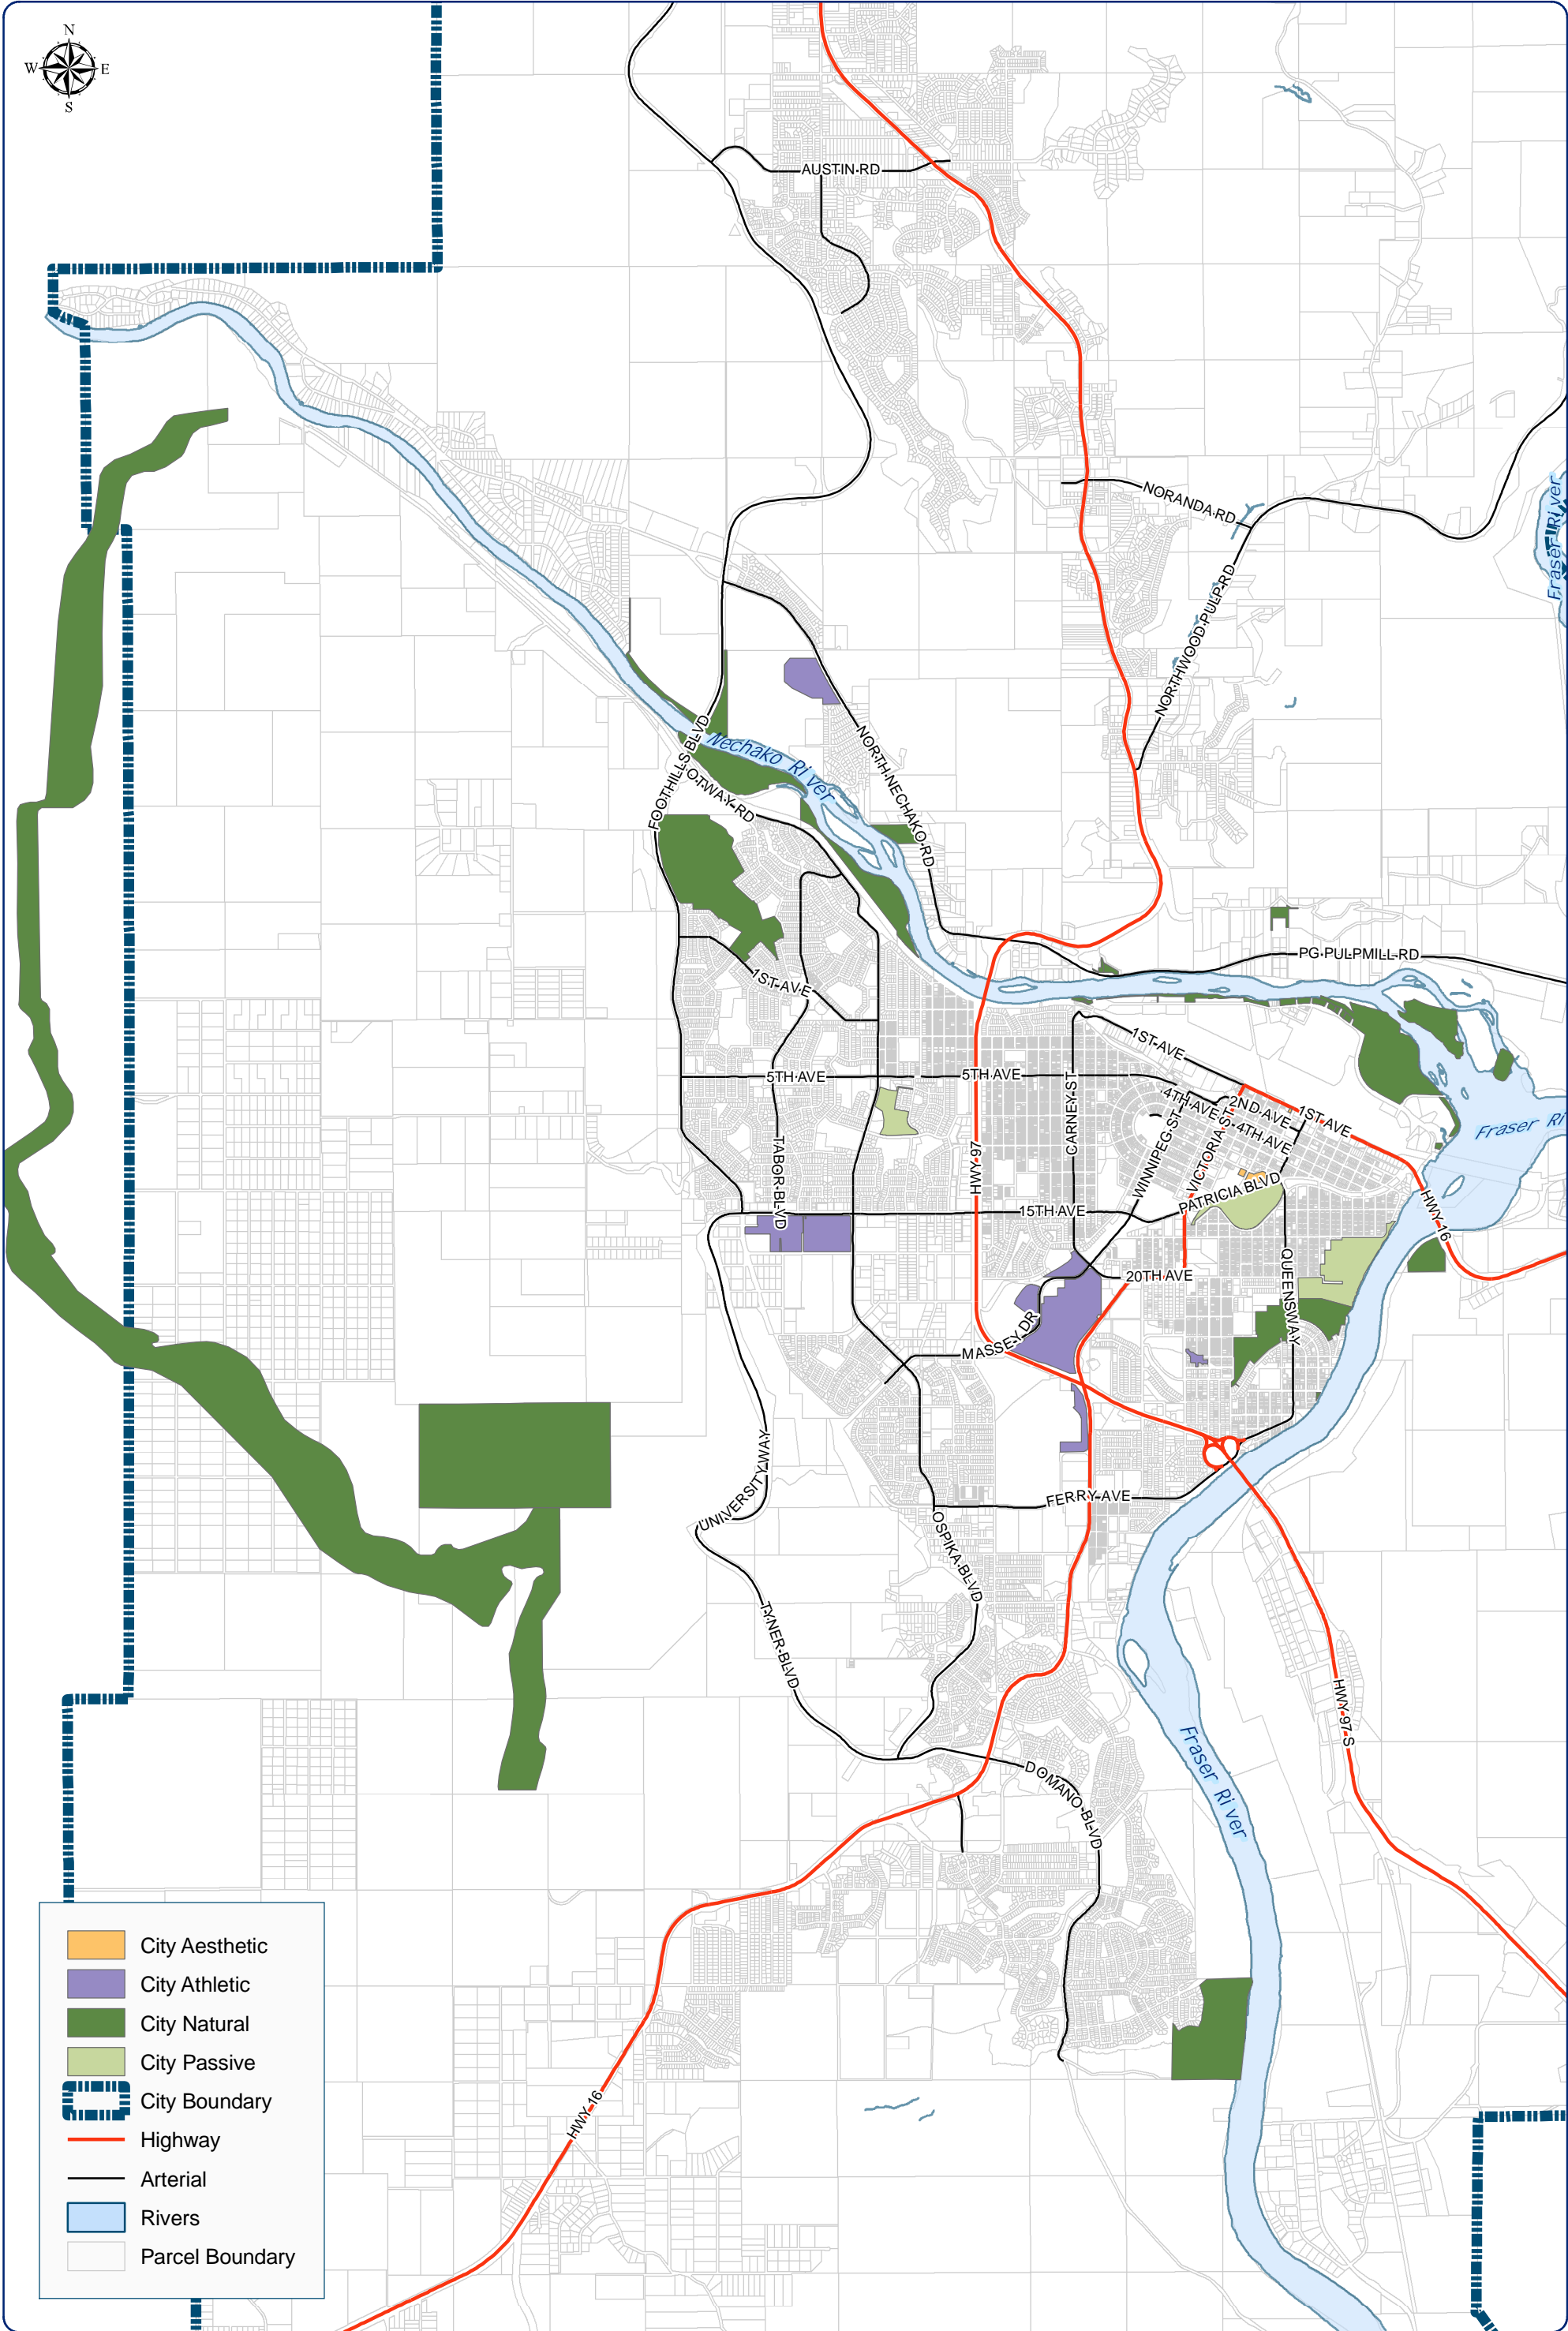 N
W E
S
AUSTIN RD
NORANDA RD
Fraser River
NORTHWOOD PULP RD
FOOTHILLS BLVD
Nechako River
NORTH NECHAKO RD
OTWAY RD
PG PULPMILL RD
1ST AVE
1ST AVE
5TH AVE
5TH AVE
CARNEY ST
4TH AVE
2ND AVE
1ST AVE
4TH AVE
Fraser Ri
TABOR BLVD
HWY 97
WINNIPEG ST
VICTORIA ST
PATRICIA BLVD
15TH AVE
HWY 16
20TH AVE
QUEENSWAY
MASSEY DR
UNIVERSITY WAY
FERRY AVE
OSPIKA BLVD
TYNER BLVD
HWY 97 S
Fraser River
DOMANO BLVD
HWY 16
City Aesthetic
City Athletic
City Natural
City Passive
City Boundary
Highway
Arterial
Rivers
Parcel Boundary